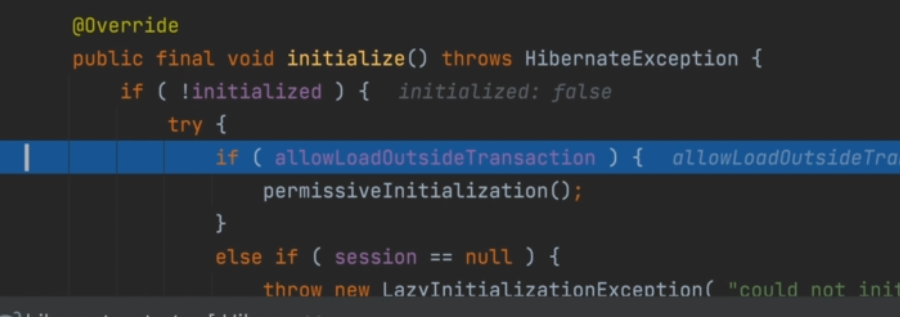 @Override
public final void initialize() throws HibernateException {
if ( !initialized ) { initialized: false
try {
if ( allowLoadOutsideTransaction ) { allowLoadOutsideTra
permissiveInitialization();
}
else if ( session == null ) {
throw new LazyInitializationException( "could not init